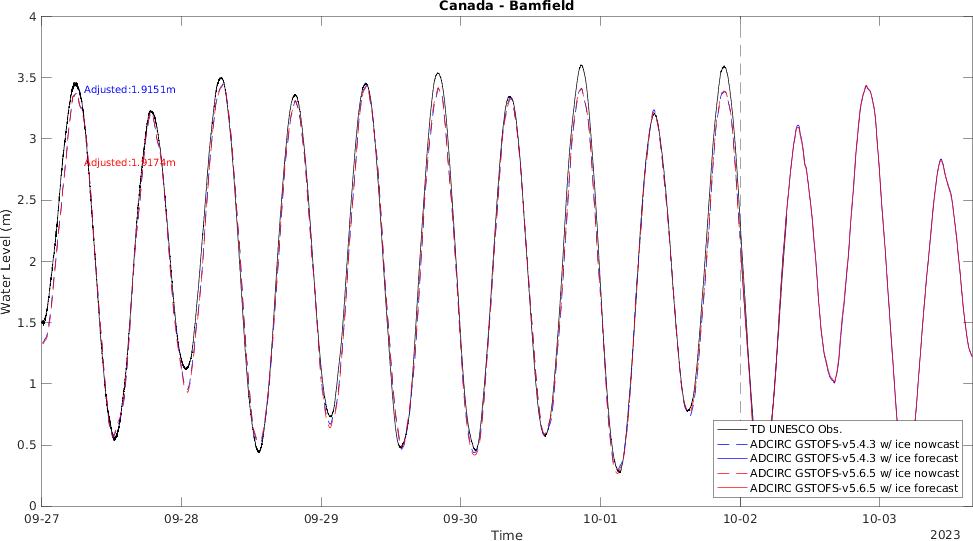 Canada - Bamfield
4
3.5
3
2.5
2
1.5
1
0.5
0
Water Level (m)
Adjusted:1.9151m
Adjusted:1.9174m
TD UNESCO Obs.
ADCIRC GSTOFS-v5.4.3 w/ ice nowcast
ADCIRC GSTOFS-v5.4.3 w/ ice forecast
ADCIRC GSTOFS-v5.6.5 w/ ice nowcast
ADCIRC GSTOFS-v5.6.5 w/ ice forecast
09-27 09-28 09-29 09-30 10-01 10-02 10-03
Time
2023